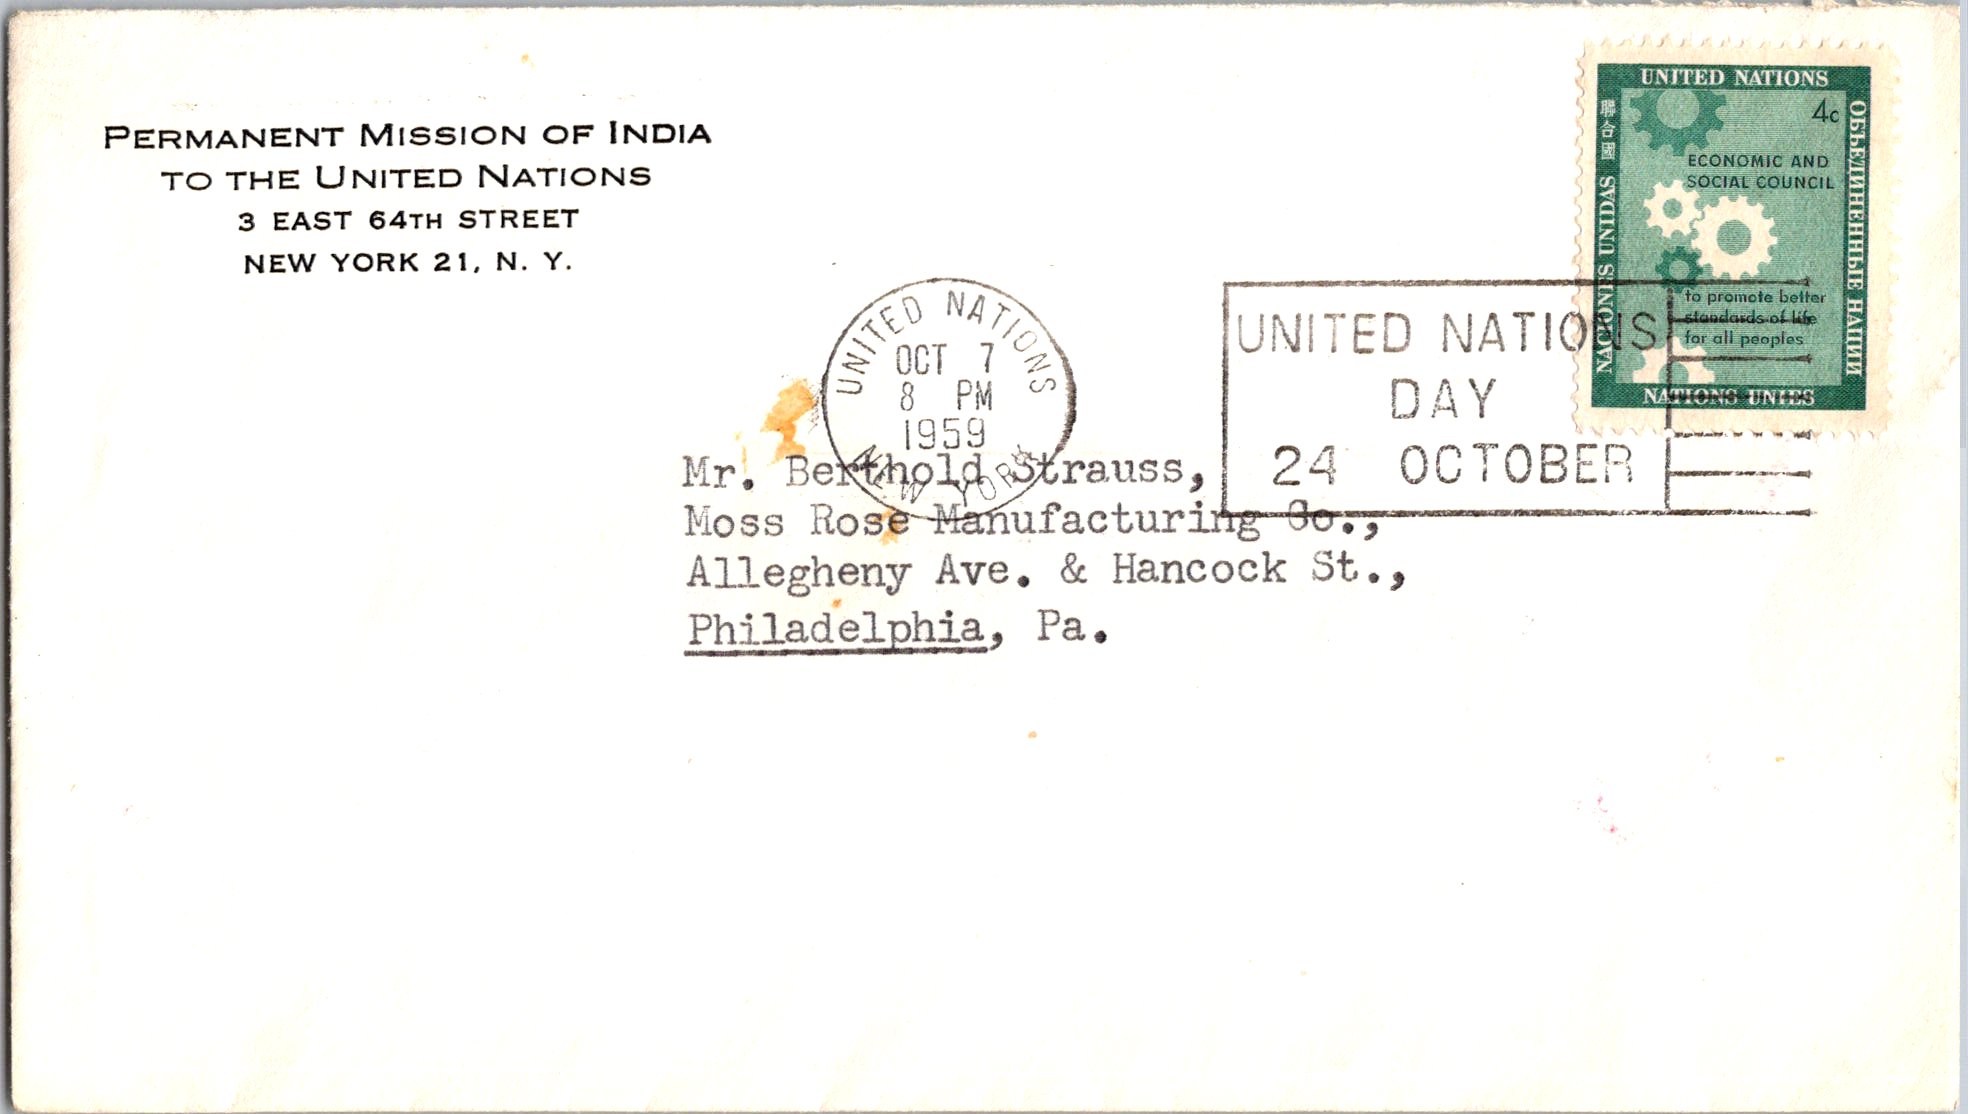 PERMANENT MISSION OF INDIA
TO THE UNITED NATIONS
3 EAST 64TH STREET
NEW YORK 21, N. Y.
UNITED NATIONS
4c
聯合國
NACIONES UNIDAS
ОБЪЕДИНЕННЫЕ НАЦИИ
ECONOMIC AND
SOCIAL COUNCIL
to promote better
standards of life
for all peoples
NATIONS UNIES
UNITED NATIONS
OCT 7
8 PM
1959
NEW YORK
UNITED NATIONS
DAY
24 OCTOBER
Mr. Berthold Strauss,
Moss Rose Manufacturing Co.,
Allegheny Ave. & Hancock St.,
Philadelphia, Pa.